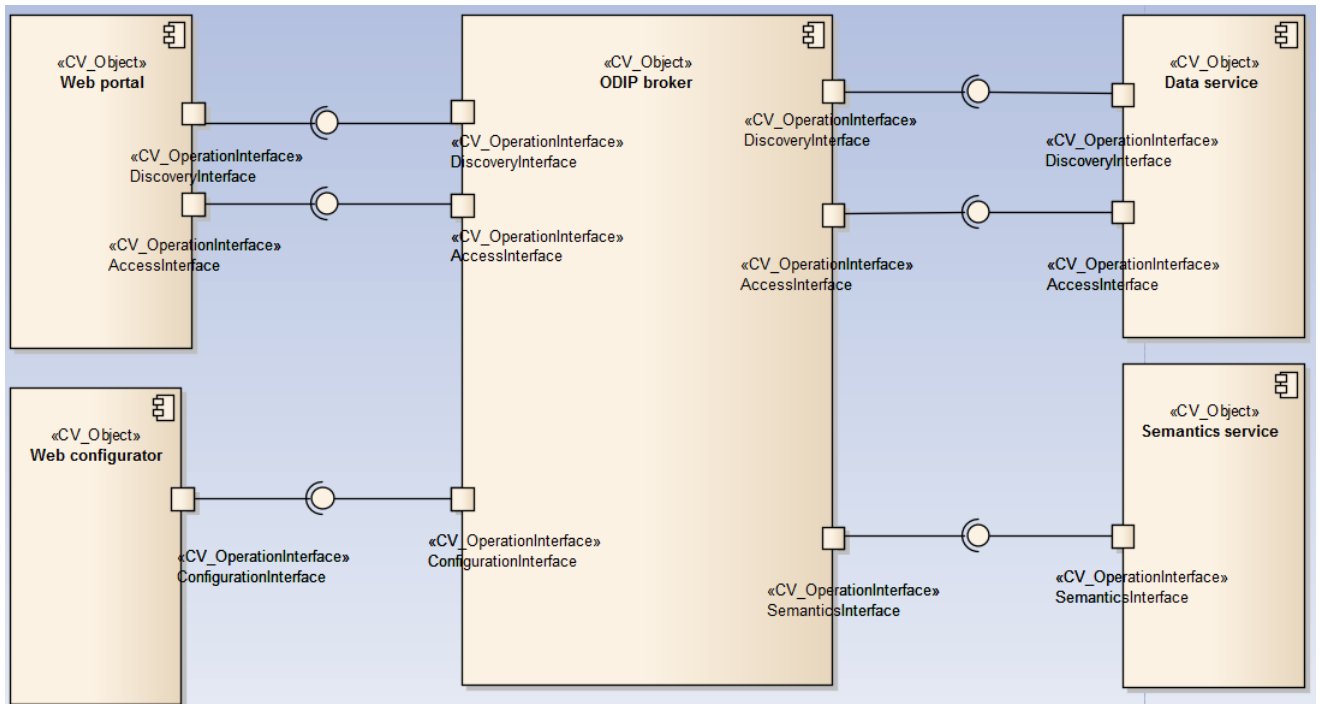 «CV_Object»
Web portal
«CV_OperationInterface»
DiscoveryInterface
«CV_OperationInterface»
AccessInterface
«CV_Object»
Web configurator
«CV_OperationInterface»
ConfigurationInterface
«CV_Object»
ODIP broker
«CV_OperationInterface»
DiscoveryInterface
«CV_OperationInterface»
AccessInterface
«CV_OperationInterface»
ConfigurationInterface
«CV_OperationInterface»
DiscoveryInterface
«CV_OperationInterface»
AccessInterface
«CV_OperationInterface»
SemanticsInterface
«CV_Object»
Data service
«CV_OperationInterface»
DiscoveryInterface
«CV_OperationInterface»
AccessInterface
«CV_Object»
Semantics service
«CV_OperationInterface»
SemanticsInterface